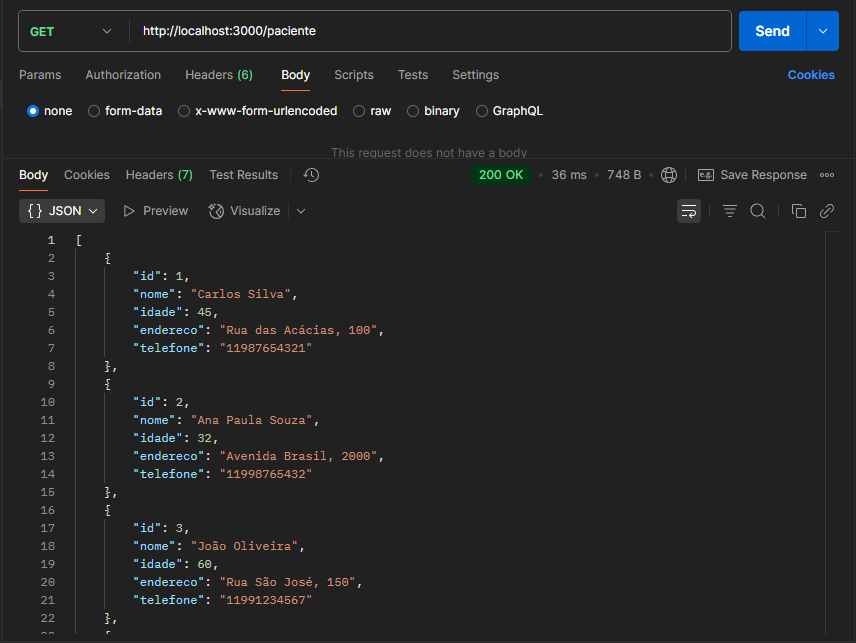 GET http://localhost:3000/paciente Send
Params Authorization Headers (6) Body Scripts Tests Settings Cookies
none form-data x-www-form-urlencoded raw binary GraphQL
This request does not have a body
Body Cookies Headers (7) Test Results 200 OK • 36 ms • 748 B • e.g. Save Response
{} JSON Preview Visualize
1 [
2 {
3 "id": 1,
4 "nome": "Carlos Silva",
5 "idade": 45,
6 "endereco": "Rua das Acácias, 100",
7 "telefone": "11987654321"
8 },
9 {
10 "id": 2,
11 "nome": "Ana Paula Souza",
12 "idade": 32,
13 "endereco": "Avenida Brasil, 2000",
14 "telefone": "11998765432"
15 },
16 {
17 "id": 3,
18 "nome": "João Oliveira",
19 "idade": 60,
20 "endereco": "Rua São José, 150",
21 "telefone": "11991234567"
22 },